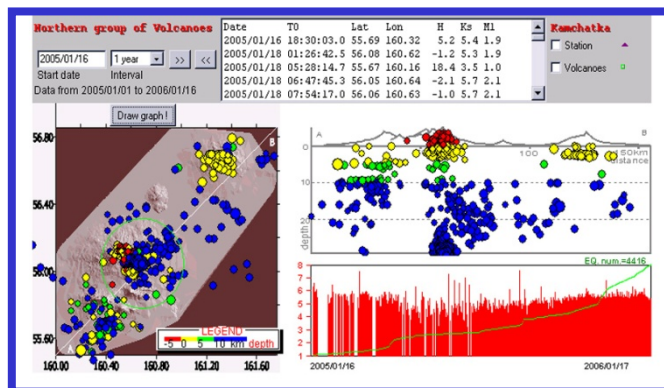 Northern group of Volcanoes
2005/01/16 1 year >> <<
Start date Interval
Data from 2005/01/01 to 2006/01/16
Date T0 Lat Lon H Ks Ml
2005/01/16 18:30:03.0 55.69 160.32 5.2 5.4 1.9
2005/01/18 01:26:42.5 56.08 160.62 -1.2 5.3 1.9
2005/01/18 05:28:14.7 55.67 160.16 18.4 3.5 1.0
2005/01/18 06:47:45.3 56.05 160.64 -2.1 5.7 2.1
2005/01/18 07:54:17.0 56.06 160.63 -1.0 5.7 2.1
Kamchatka
Station
Volcanoes
Draw graph !
56.80
56.40
56.00
55.60
160.00 160.40 160.80 161.20 161.60
A
B
LEGEND
-5 0 5 10 km depth
A
B
0
10
20
depth
100
150Km
distance
EQ. num.=4416
8
7
6
5
4
3
2
1
2005/01/16 2006/01/17